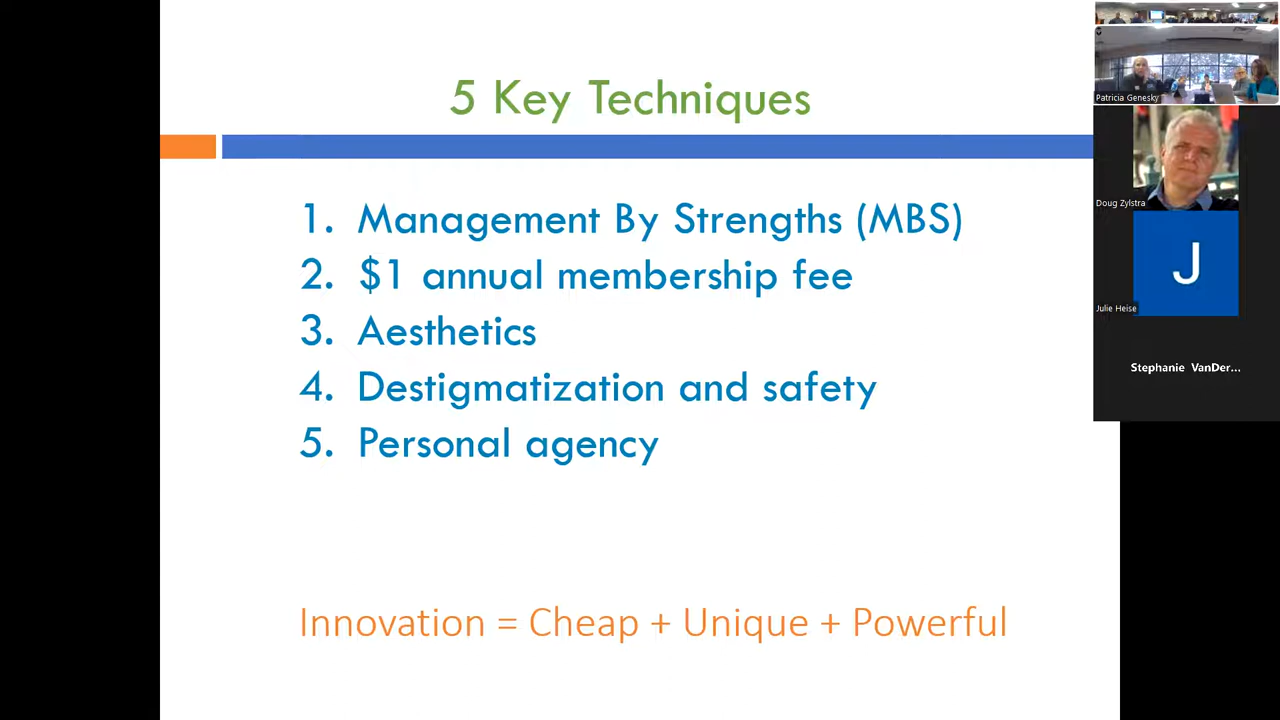 5 Key Techniques
1. Management By Strengths (MBS)
2. $1 annual membership fee
3. Aesthetics
4. Destigmatization and safety
5. Personal agency
Innovation = Cheap + Unique + Powerful
Patricia Genesky
Doug Zylstra
J
Julie Heise
Stephanie VanDer...